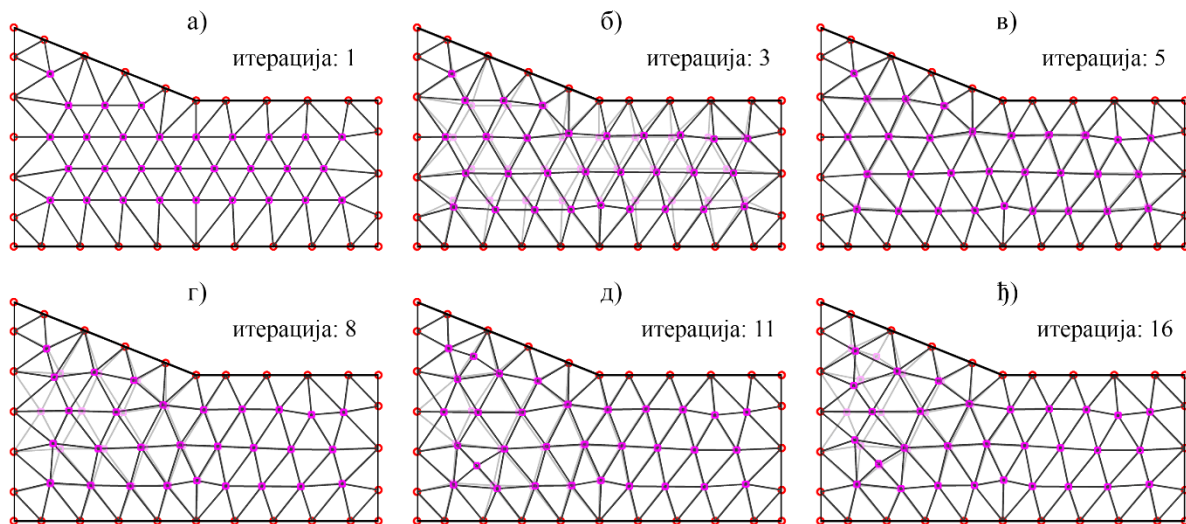 а)
итерација: 1
б)
итерација: 3
в)
итерација: 5
г)
итерација: 8
д)
итерација: 11
ђ)
итерација: 16